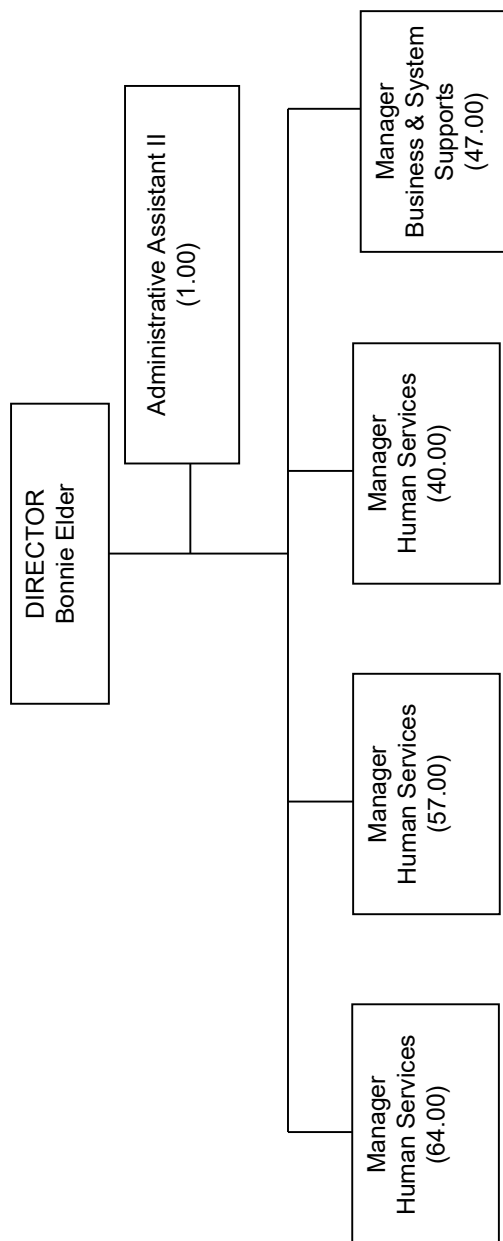 DIRECTOR
Bonnie Elder
Administrative Assistant II
(1.00)
Manager
Human Services
(64.00)
Manager
Human Services
(57.00)
Manager
Human Services
(40.00)
Manager
Business & System
Supports
(47.00)